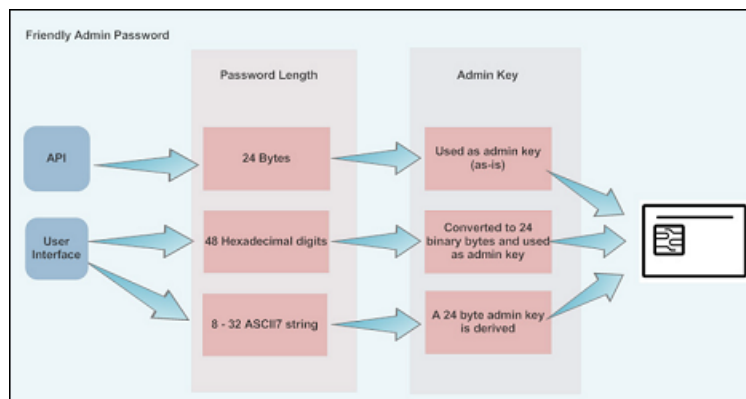 Friendly Admin Password
Password Length
Admin Key
API
24 Bytes
Used as admin key
(as-is)
User
Interface
48 Hexadecimal digits
Converted to 24
binary bytes and used
as admin key
8 - 32 ASCII7 string
A 24 byte admin key
is derived